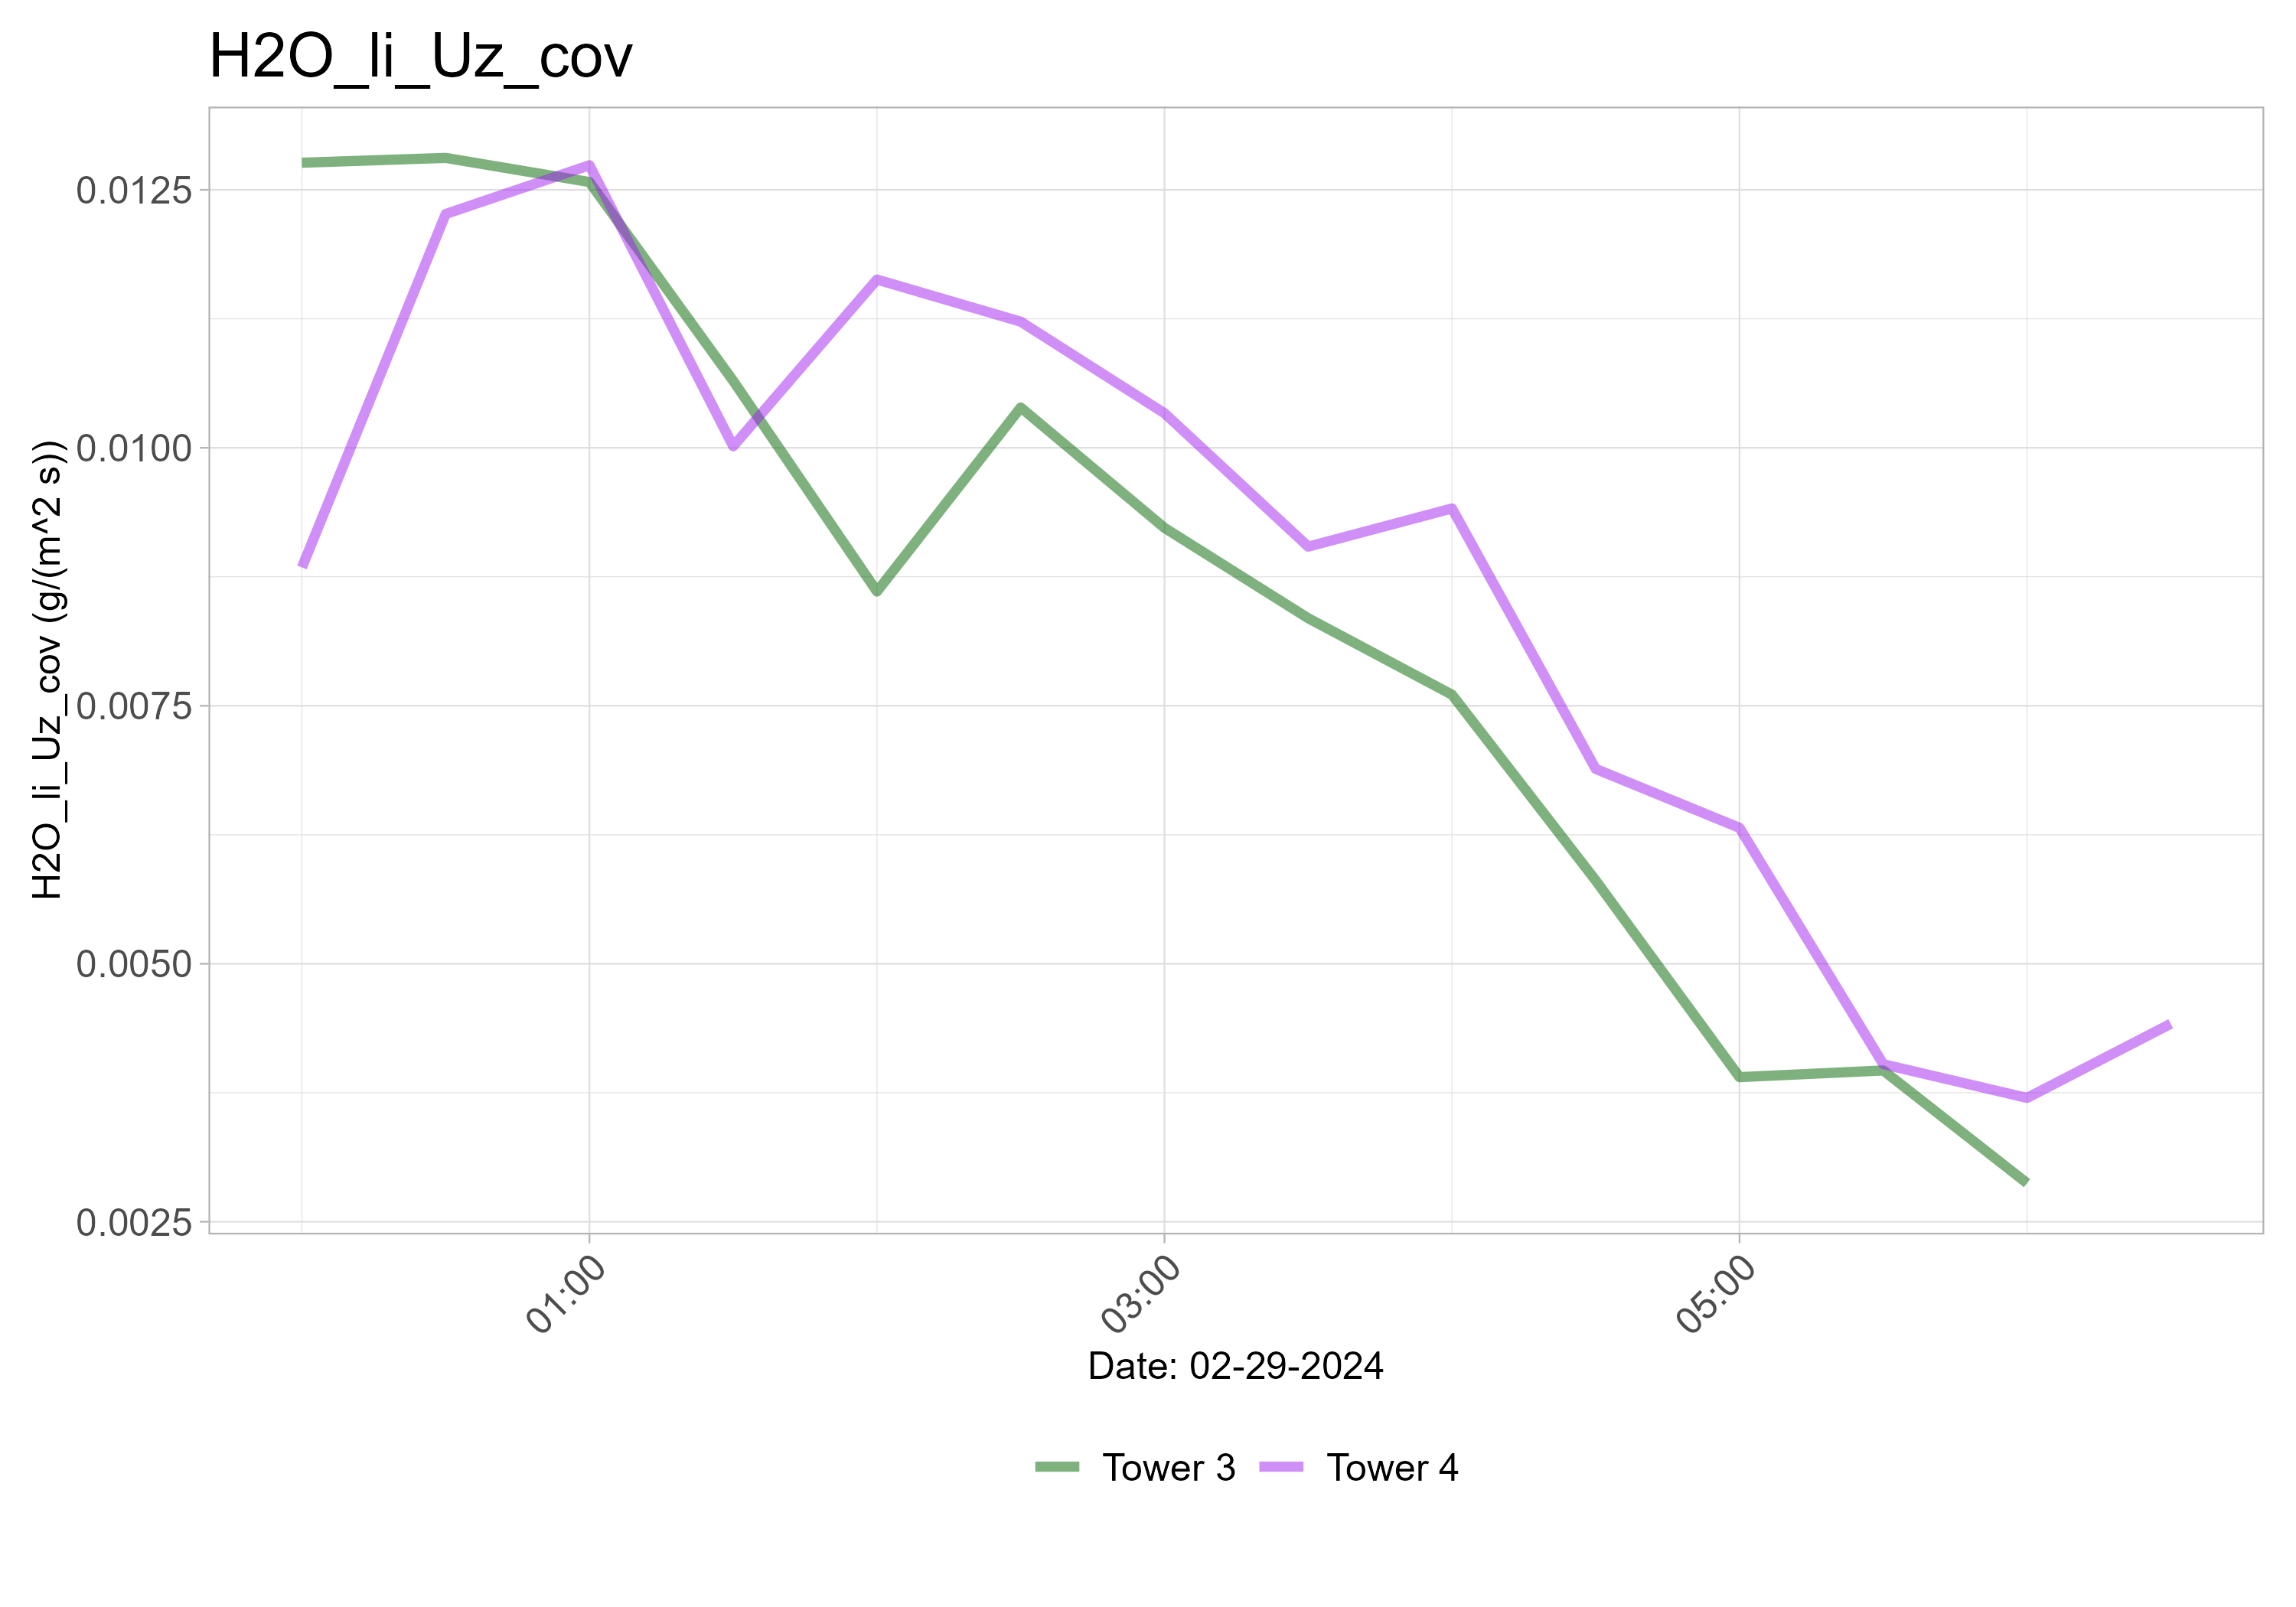 H2O_li_Uz_cov
H2O_li_Uz_cov (g/(m^2 s))
0.0125
0.0100
0.0075
0.0050
0.0025
01:00
03:00
05:00
Date: 02-29-2024
Tower 3
Tower 4